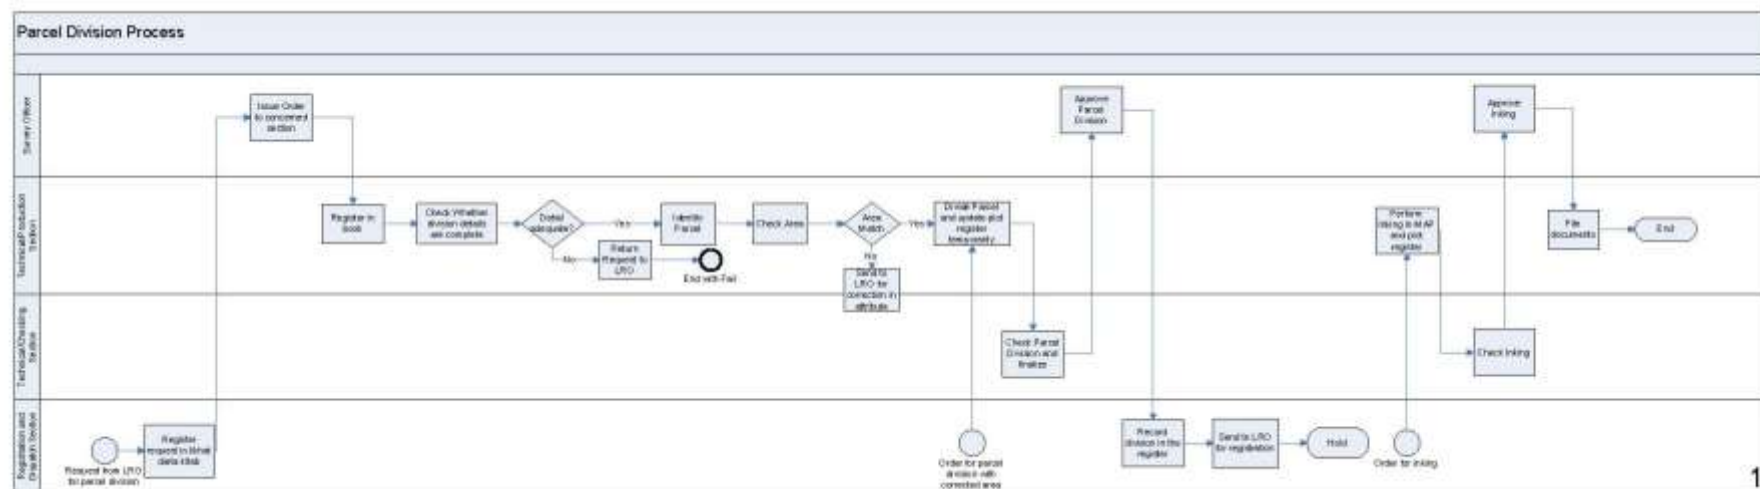 Parcel Division Process
Survey Officer
Issue Order
to concerned
section
Approve
Parcel
Division
Approve
Inking
Technical/Production
Section
Register in
book
Check Whether
division details
are complete
Detail
adequate?
Yes
No
Identify
Parcel
Return
Request to
LRO
End with Fail
Check Area
Area
Match
Yes
No
Send to
LRO for
correction in
attribute
Parcel
and update plot
register
temporarily
Perform
Inking in MAP
and plot
register
File
documents
End
Technical/Checking
Section
Check Parcel
Division and
finalize
Check Inking
Registration and
Dispatch Section
Request from LRO
for parcel division
Register
request in
Order for parcel
division with
corrected area
Record
division in the
register
Send to LRO
for registration
Hold
Order for inking
1